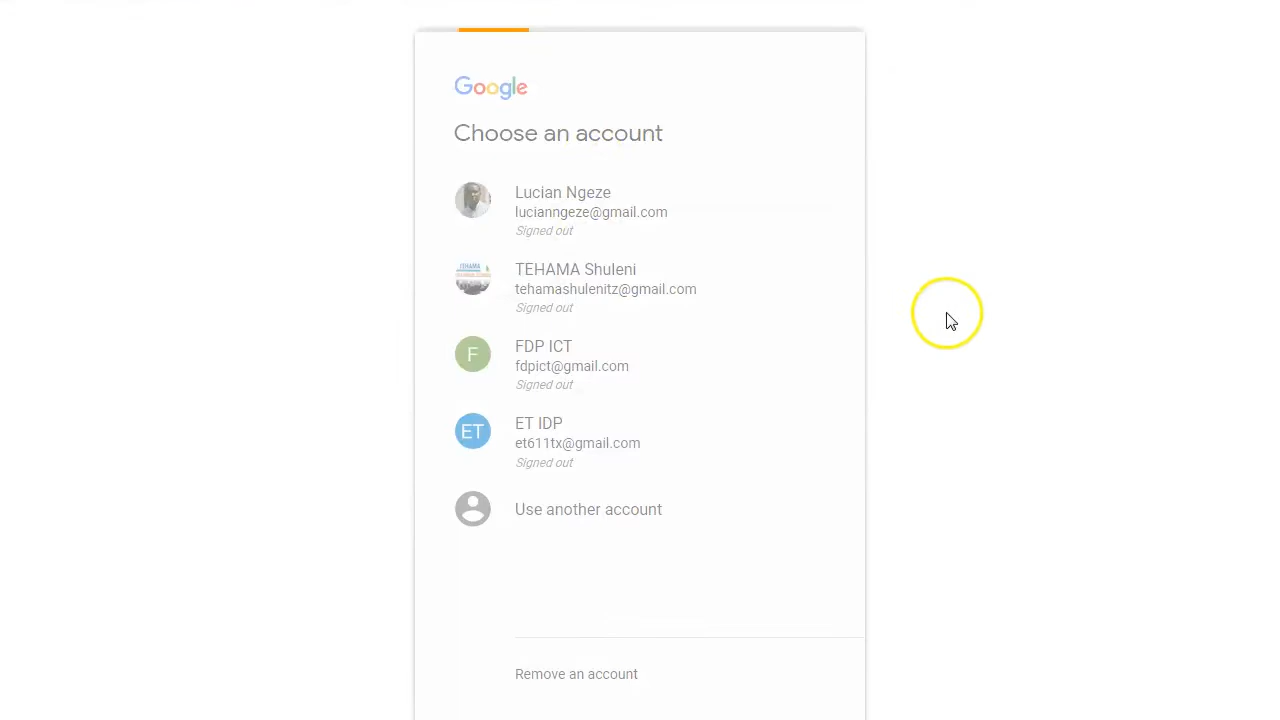 Google
Choose an account
Lucian Ngeze
lucianngeze@gmail.com
Signed out
TEHAMA Shuleni
tehamashulenitz@gmail.com
Signed out
F
FDP ICT
fdpict@gmail.com
Signed out
ET
ET IDP
et611tx@gmail.com
Signed out
Use another account
Remove an account